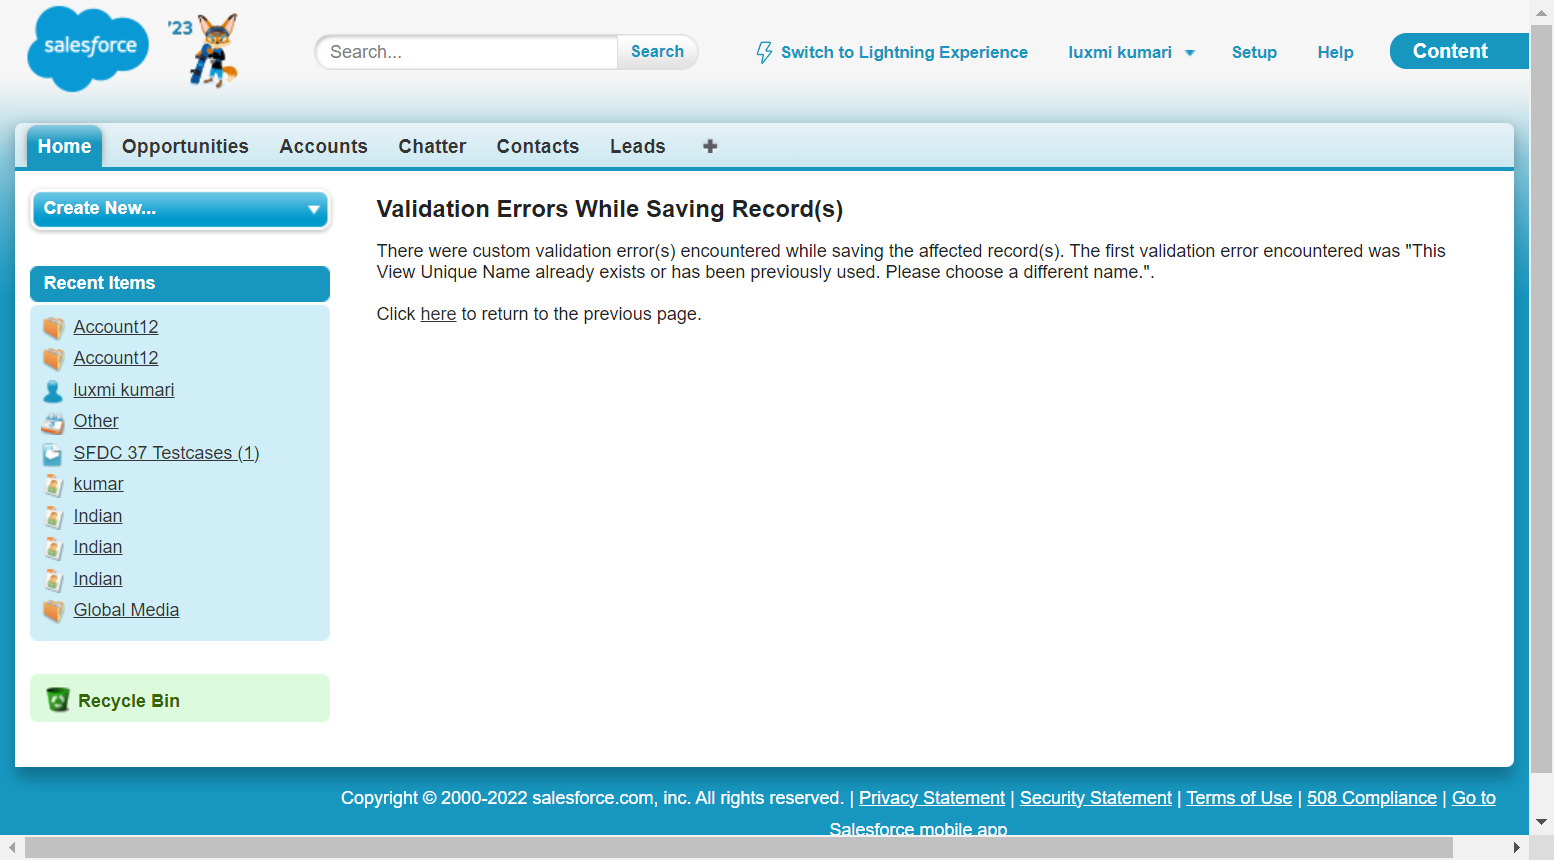 salesforce
'23
Search...
Search
Switch to Lightning Experience
luxmi kumari
Setup
Help
Content
Home
Opportunities
Accounts
Chatter
Contacts
Leads
Create New...
Validation Errors While Saving Record(s)
There were custom validation error(s) encountered while saving the affected record(s). The first validation error encountered was "This
View Unique Name already exists or has been previously used. Please choose a different name.".
Click here to return to the previous page.
Recent Items
Account12
Account12
luxmi kumari
Other
SFDC 37 Testcases (1)
kumar
Indian
Indian
Indian
Global Media
Recycle Bin
Copyright © 2000-2022 salesforce.com, inc. All rights reserved. | Privacy Statement | Security Statement | Terms of Use | 508 Compliance | Go to
Salesforce mobile app